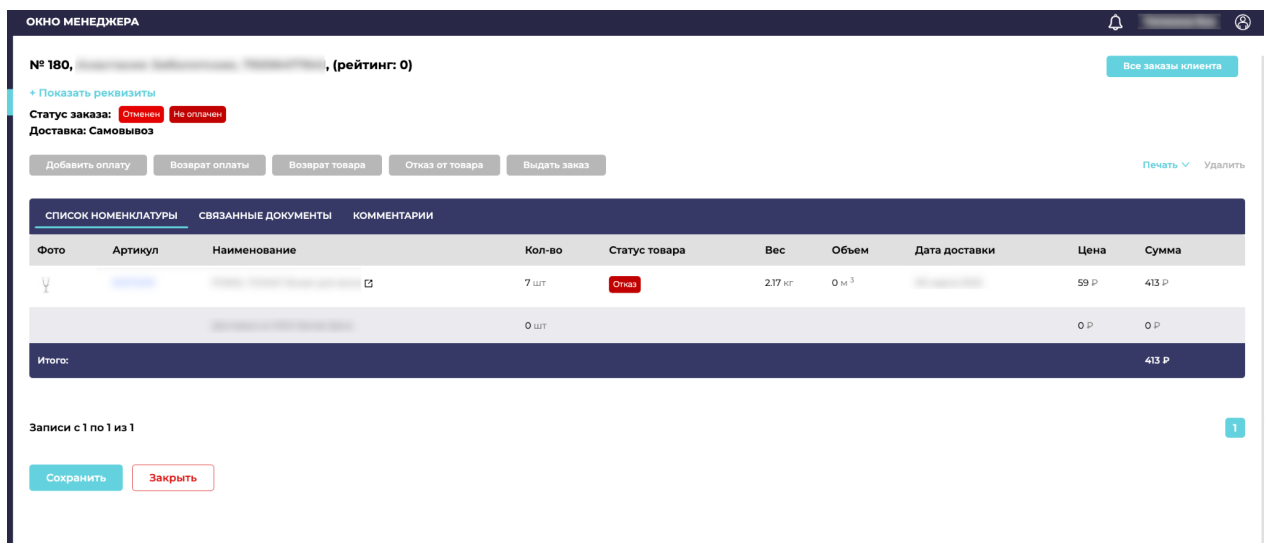 ОКНО МЕНЕДЖЕРА
№ 180, , (рейтинг: 0)
Все заказы клиента
+ Показать реквизиты
Статус заказа: Отменен Не оплачен
Доставка: Самовывоз
Добавить оплату Возврат оплаты Возврат товара Отказ от товара Выдать заказ Печать Удалить
СПИСОК НОМЕНКЛАТУРЫ СВЯЗАННЫЕ ДОКУМЕНТЫ КОММЕНТАРИИ
Фото Артикул Наименование Кол-во Статус товара Вес Объем Дата доставки Цена Сумма
7 шт Отказ 2.17 кг 0 м³ 59 ₽ 413 ₽
0 шт 0 ₽ 0 ₽
Итого: 413 ₽
Записи с 1 по 1 из 1
1
Сохранить Закрыть